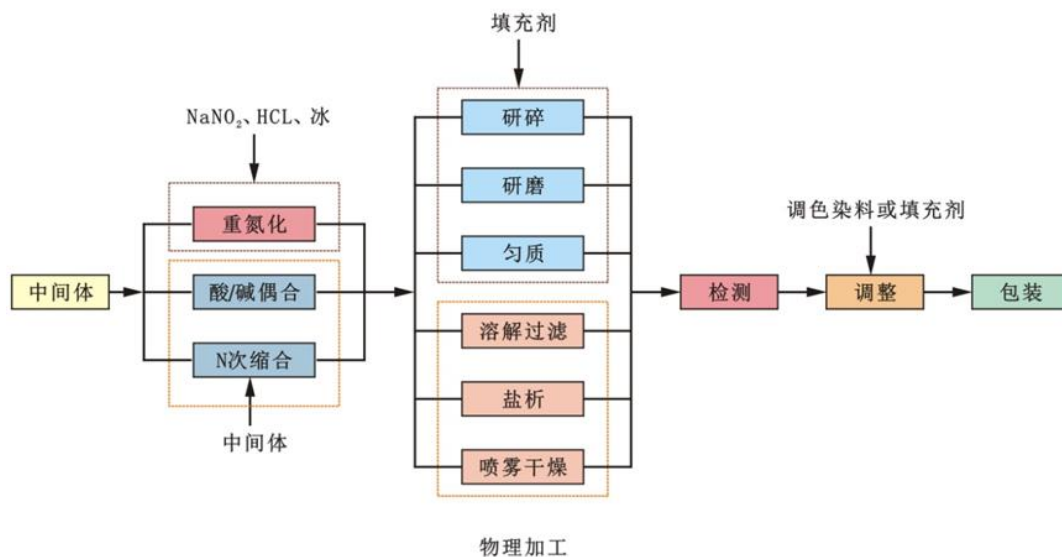 填充剂
NaNO₂、HCL、冰
研碎
研磨
重氮化
调色染料或填充剂
匀质
中间体
酸/碱偶合
检测
调整
包装
溶解过滤
N次缩合
盐析
中间体
喷雾干燥
物理加工